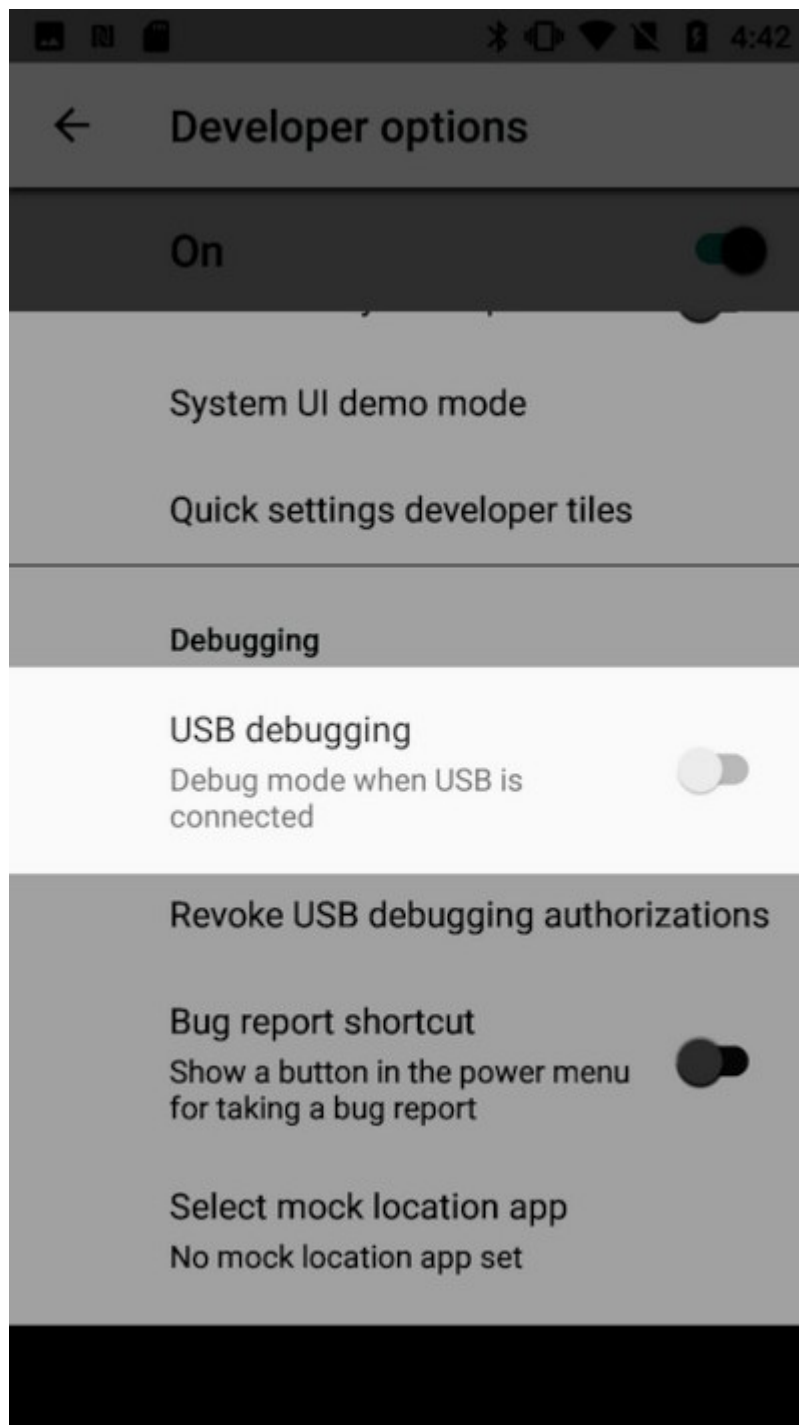 4:42
Developer options
On
System UI demo mode
Quick settings developer tiles
Debugging
USB debugging
Debug mode when USB is
connected
Revoke USB debugging authorizations
Bug report shortcut
Show a button in the power menu
for taking a bug report
Select mock location app
No mock location app set